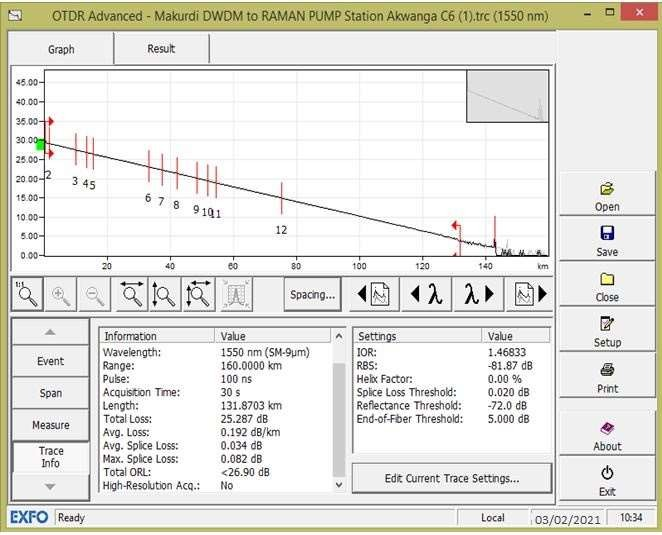 OTDR Advanced - Makurdi DWDM to RAMAN PUMP Station Akwanga C6 (1).trc (1550 nm)
Graph
Result
45.00
40.00
35.00
30.00
25.00
20.00
15.00
10.00
5.00
0.00
2
3
4
5
6
7
8
9
10
11
12
20
40
60
80
100
120
140
km
1:1
Spacing...
λ
λ
Open
Save
Close
Setup
Print
About
Exit
Event
Span
Measure
Trace
Info
Information Value
Wavelength: 1550 nm (SM-9µm)
Range: 160.0000 km
Pulse: 100 ns
Acquisition Time: 30 s
Length: 131.8703 km
Total Loss: 25.287 dB
Avg. Loss: 0.192 dB/km
Avg. Splice Loss: 0.034 dB
Max. Splice Loss: 0.082 dB
Total ORL: <26.90 dB
High-Resolution Acq.: No
Settings Value
IOR: 1.46833
RBS: -81.87 dB
Helix Factor: 0.00 %
Splice Loss Threshold: 0.020 dB
Reflectance Threshold: -72.0 dB
End-of-Fiber Threshold: 5.000 dB
Edit Current Trace Settings...
EXFO Ready
Local
03/02/2021
10:34